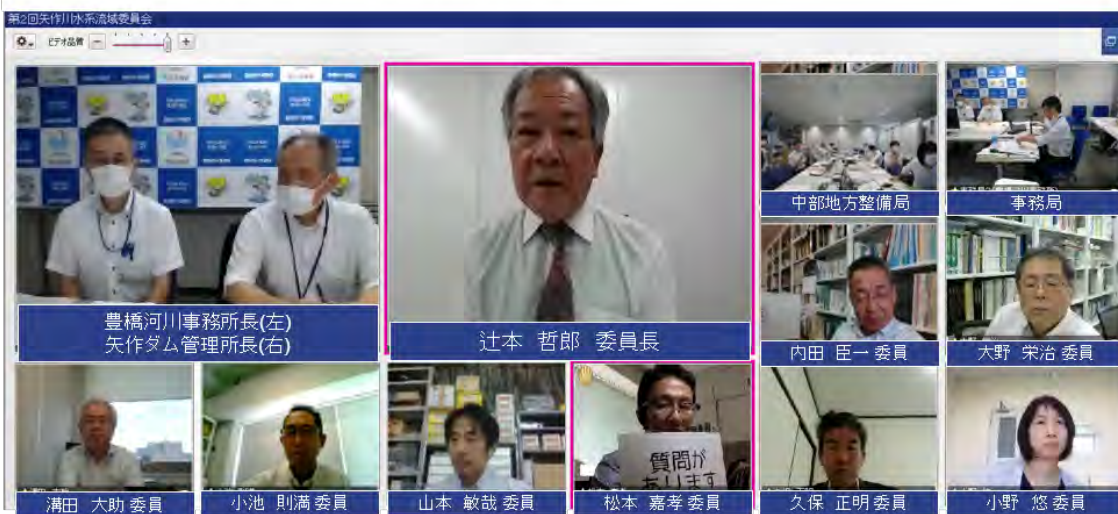 第2回矢作川水系流域委員会
ビデオ品質
豊橋河川事務所長(左)
矢作ダム管理所長(右)
辻本 哲郎 委員長
中部地方整備局
事務局
内田 臣一 委員
大野 栄治 委員
溝田 大助 委員
小池 則満 委員
山本 敏哉 委員
質問が
あります
松本 嘉孝 委員
久保 正明 委員
小野 悠 委員